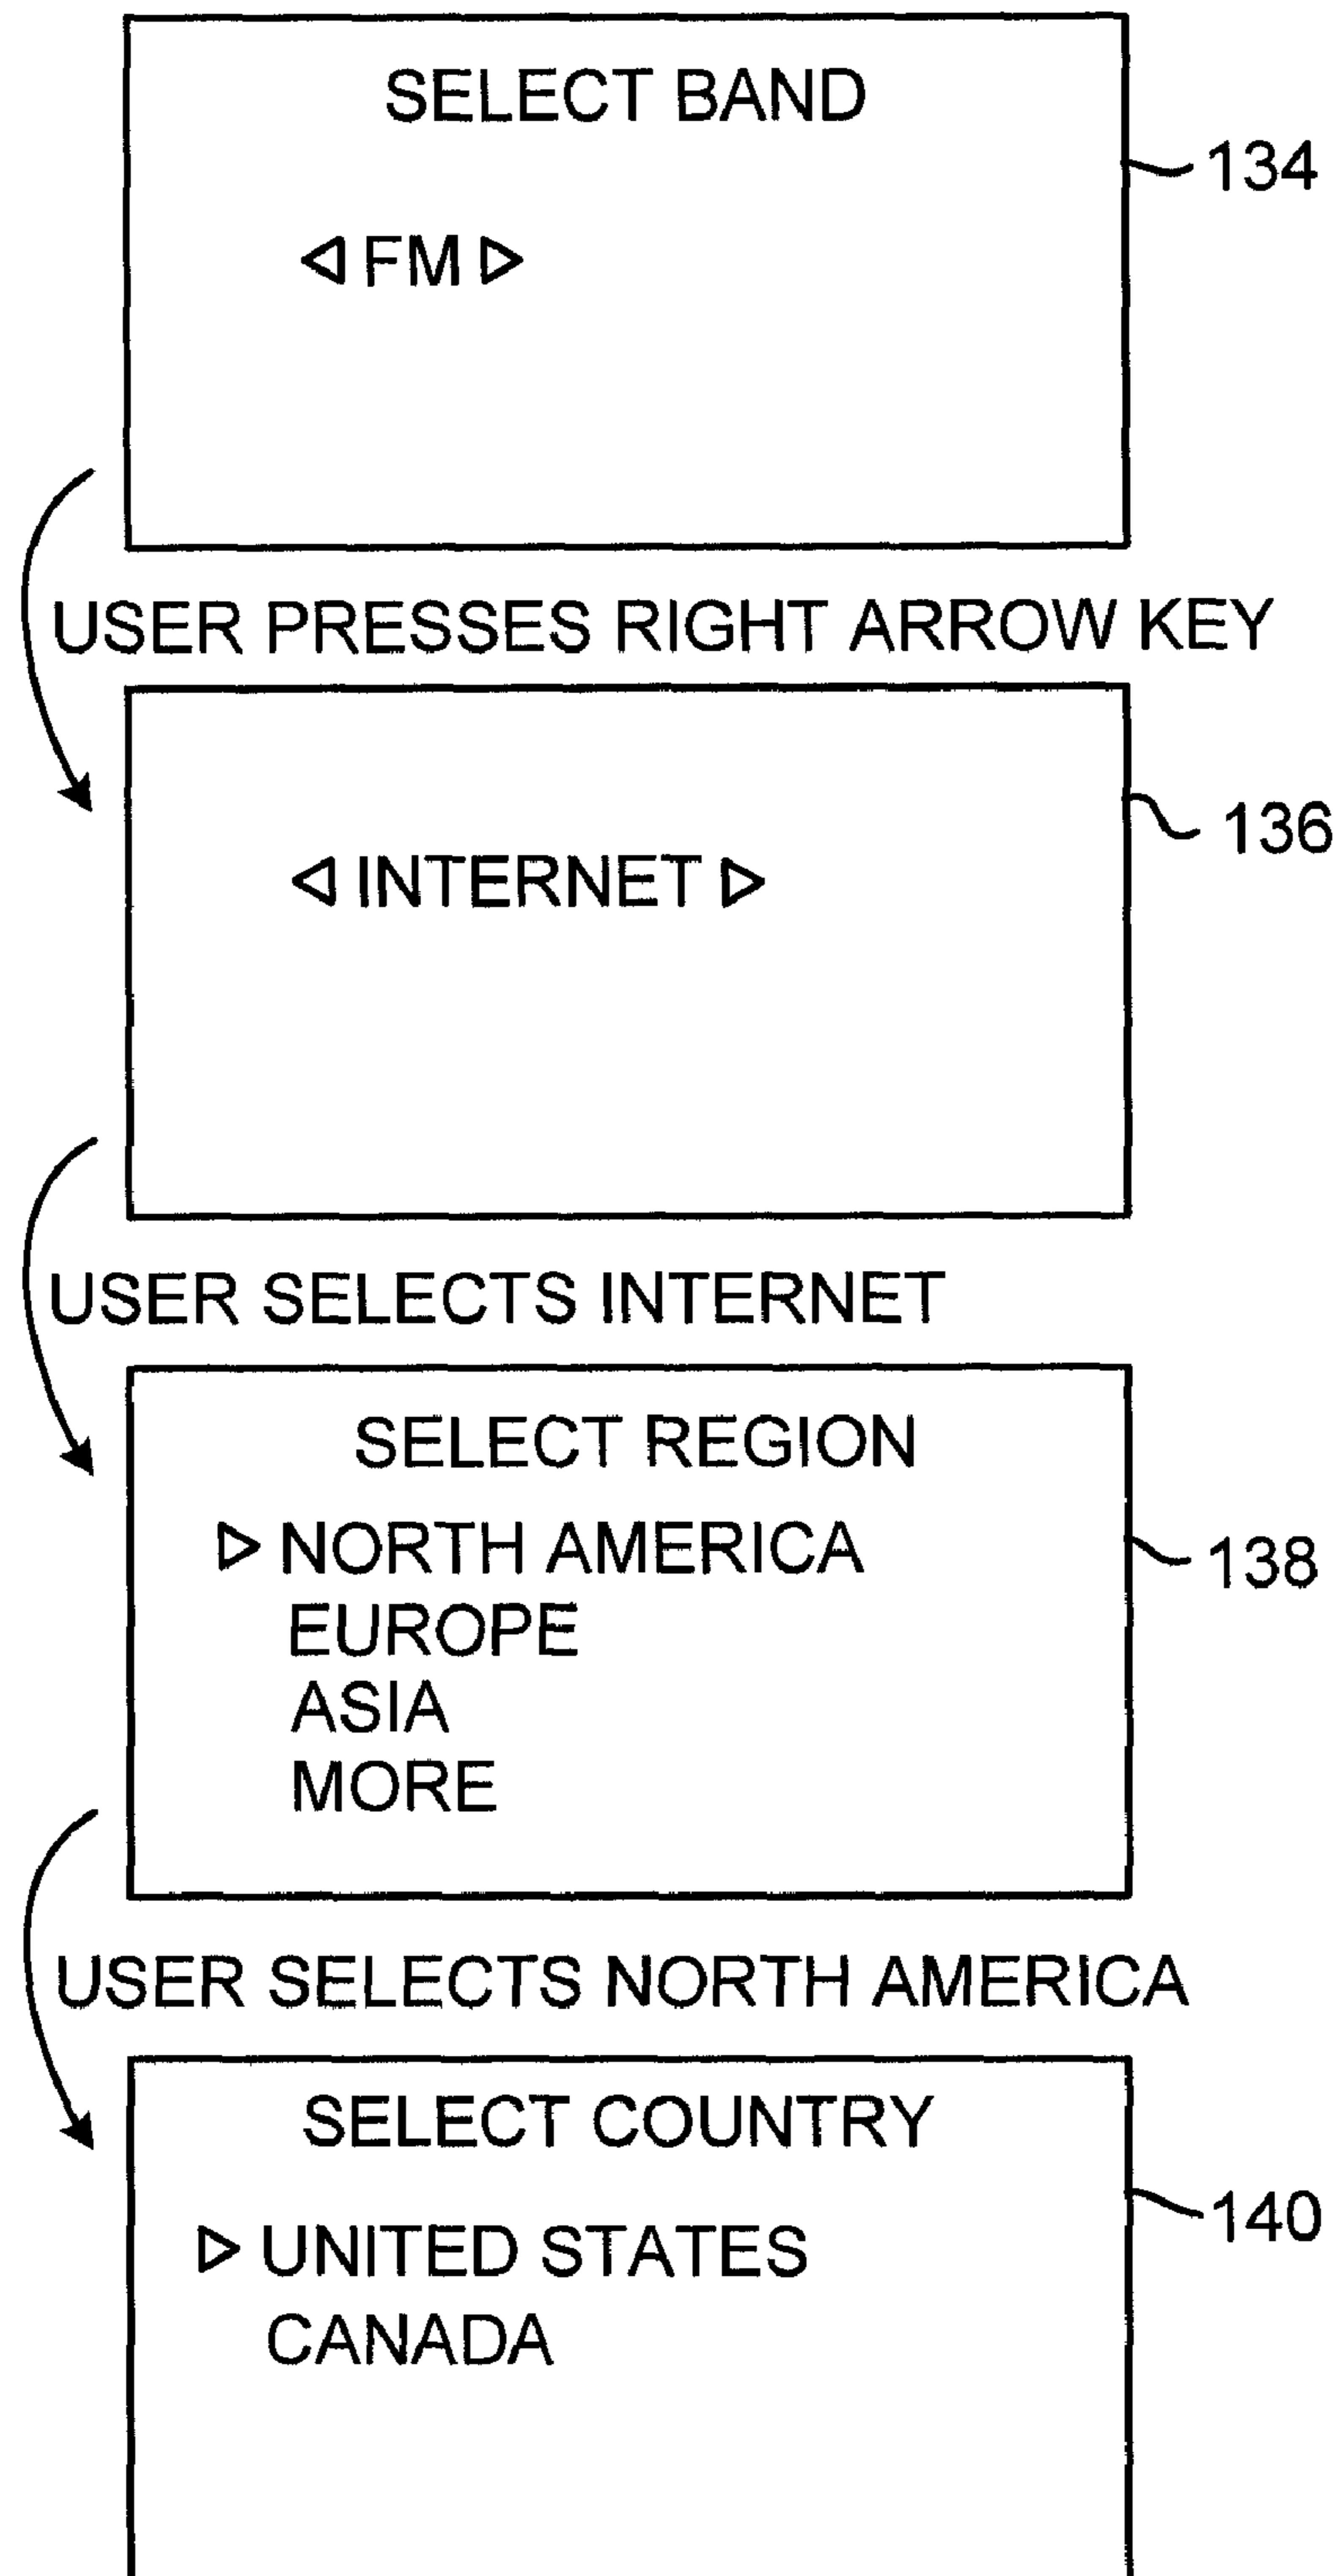 SELECT BAND
134
◁ FM ▷
USER PRESSES RIGHT ARROW KEY
136
◁ INTERNET ▷
USER SELECTS INTERNET
SELECT REGION
▷ NORTH AMERICA
138
EUROPE
ASIA
MORE
USER SELECTS NORTH AMERICA
SELECT COUNTRY
140
▷ UNITED STATES
CANADA